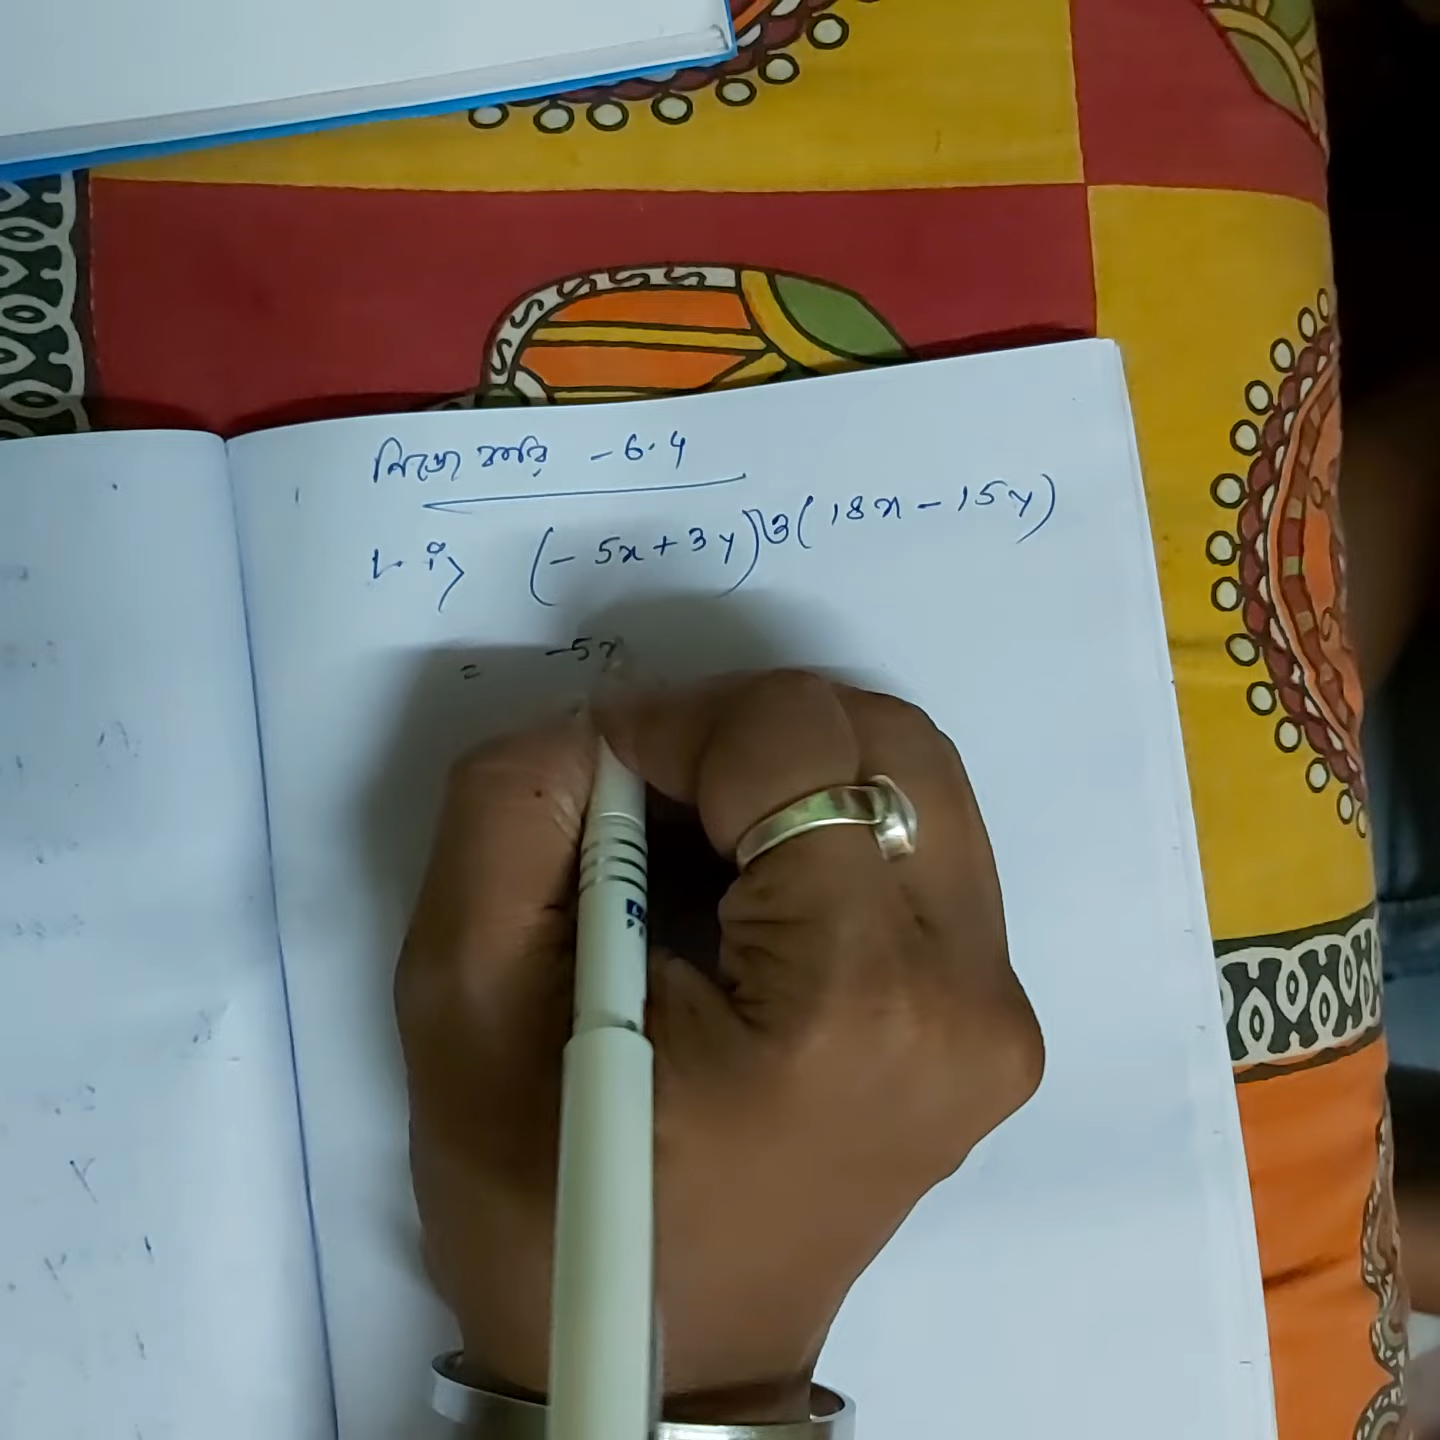 নিজে করি - 6.4
1. i> (- 5x + 3y) ও (18x - 15y)
= -5x